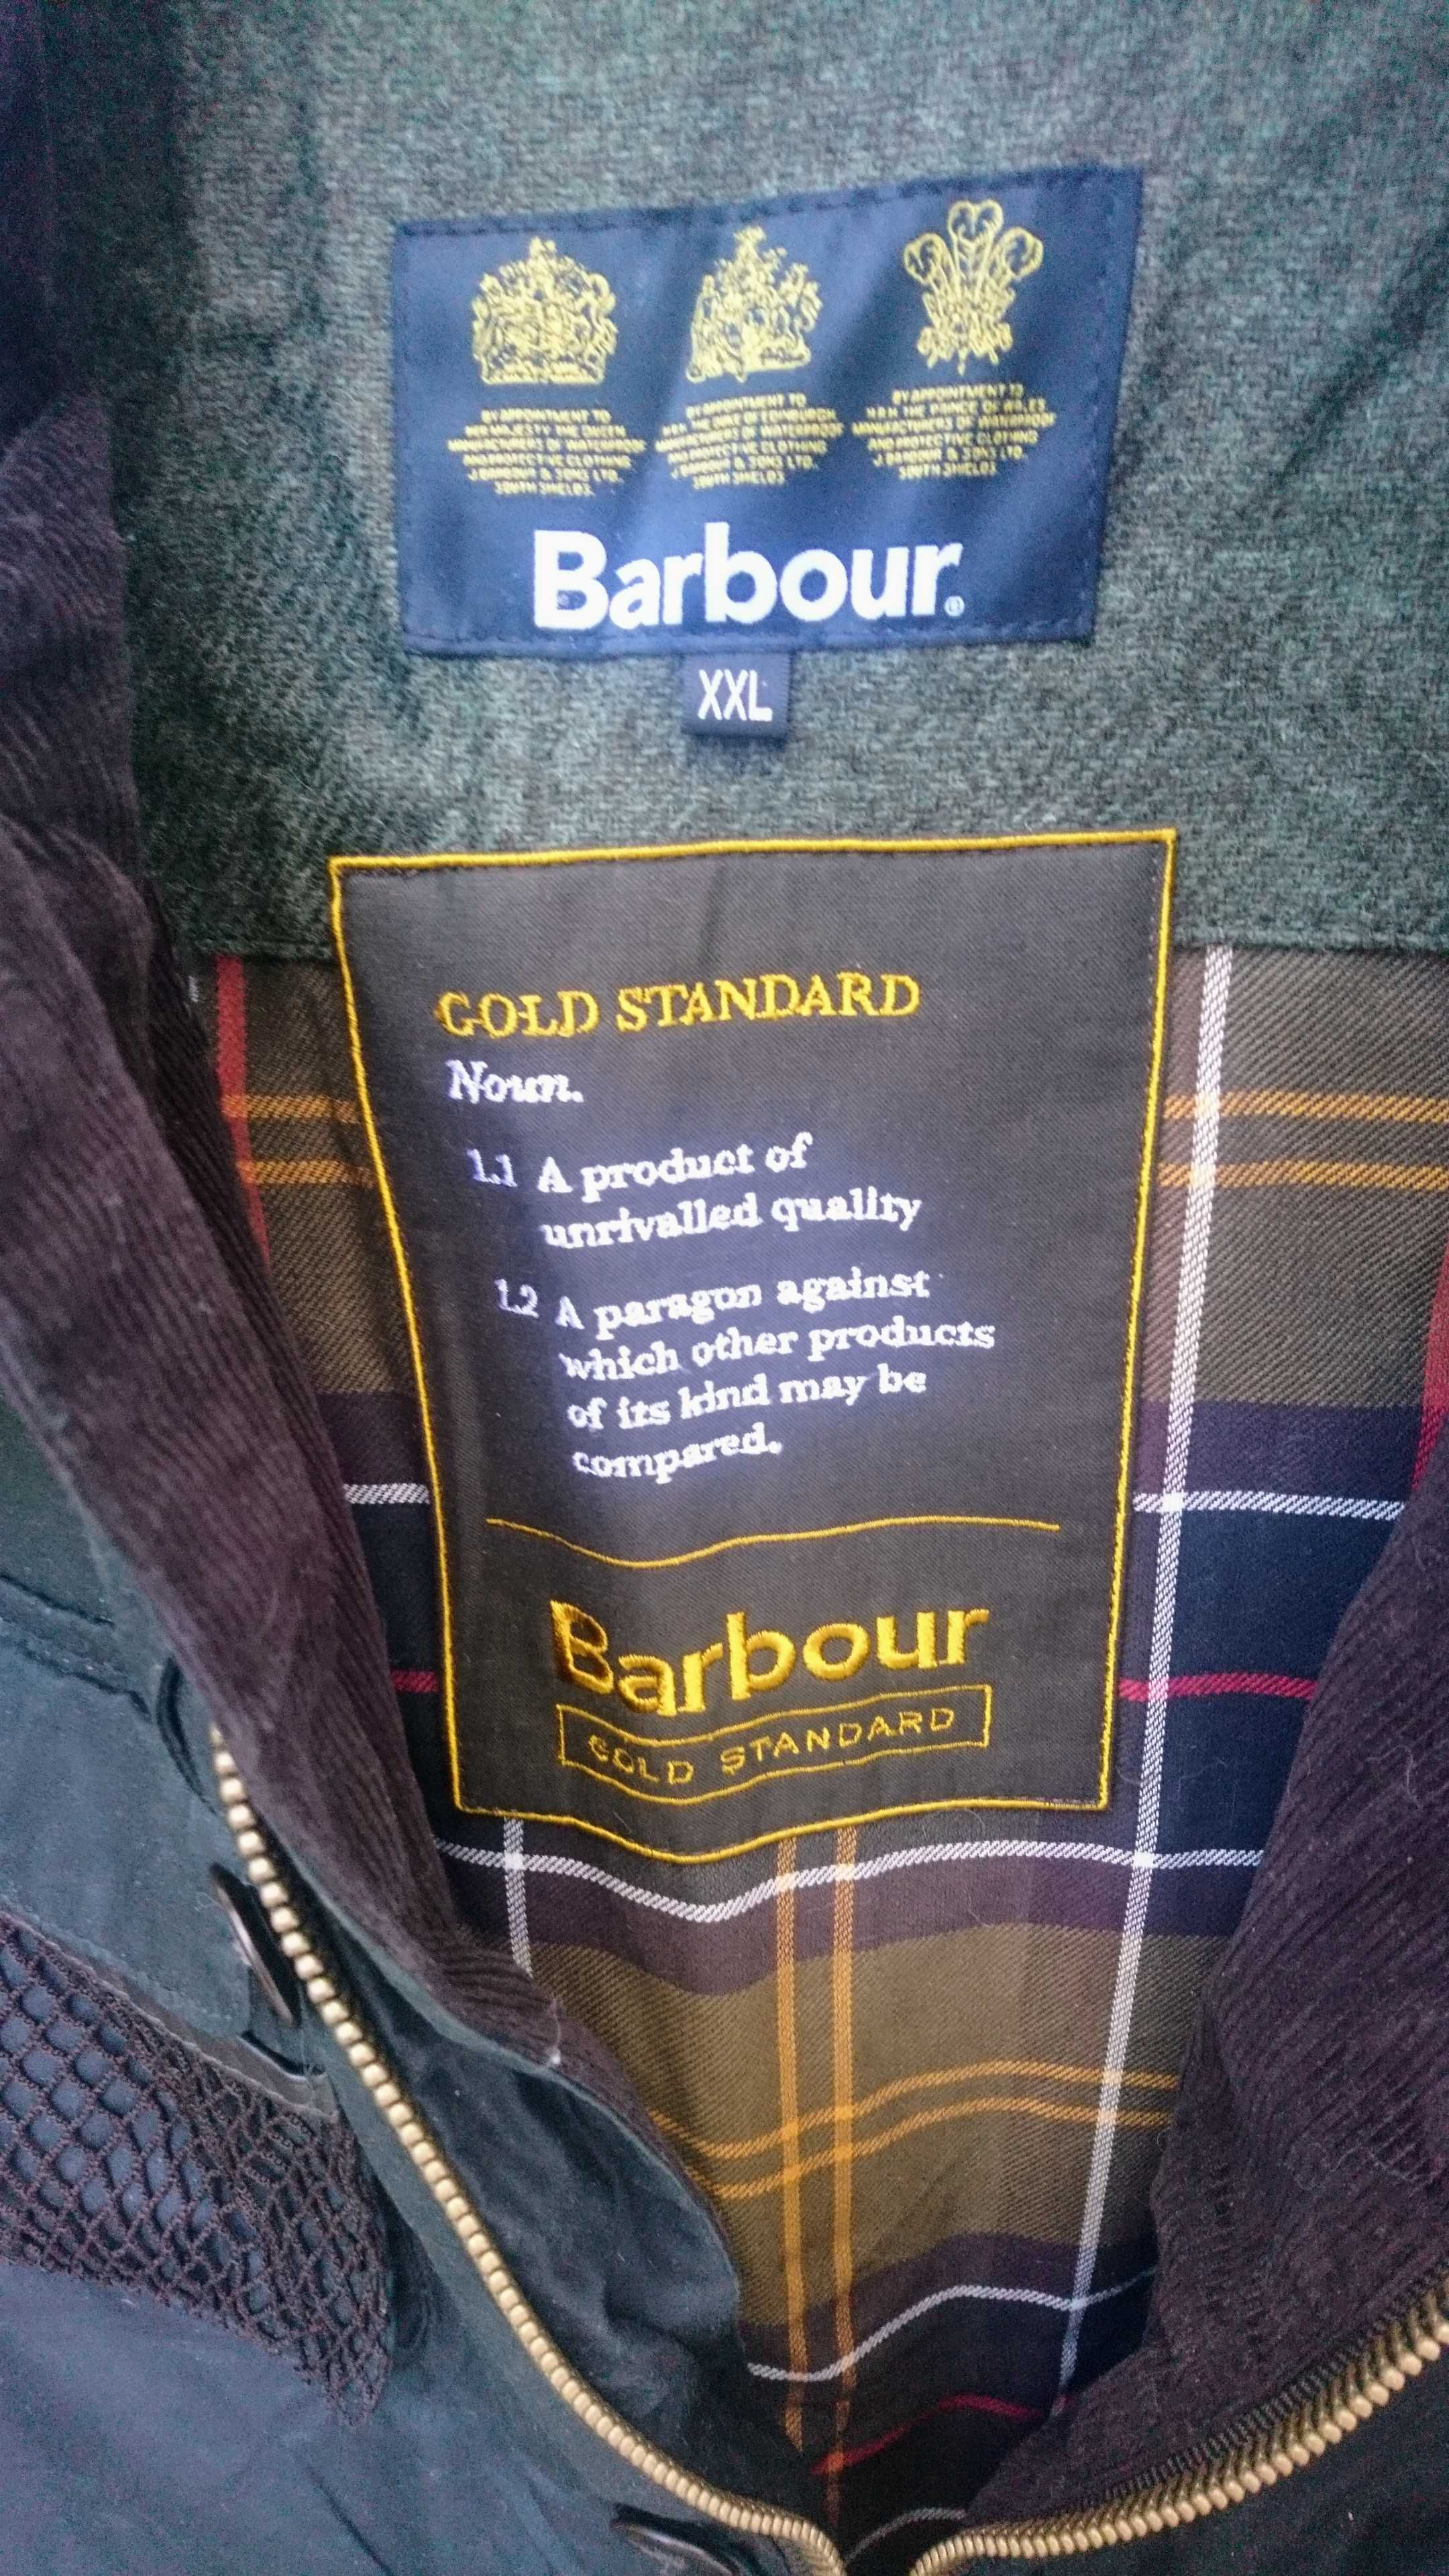 BY APPOINTMENT TO
HER MAJESTY THE QUEEN
MANUFACTURERS OF WATERPROOF
AND PROTECTIVE CLOTHING
J.BARBOUR & SONS LTD.
SOUTH SHIELDS.
BY APPOINTMENT TO
H.R.H. THE DUKE OF EDINBURGH
MANUFACTURERS OF WATERPROOF
AND PROTECTIVE CLOTHING
J.BARBOUR & SONS LTD.
SOUTH SHIELDS
BY APPOINTMENT TO
H.R.H. THE PRINCE OF WALES
MANUFACTURERS OF WATERPROOF
AND PROTECTIVE CLOTHING
J.BARBOUR & SONS LTD.
SOUTH SHIELDS
Barbour®
XXL
GOLD STANDARD
Noun.
1.1 A product of
unrivalled quality
1.2 A paragon against
which other products
of its kind may be
compared.
Barbour
GOLD STANDARD